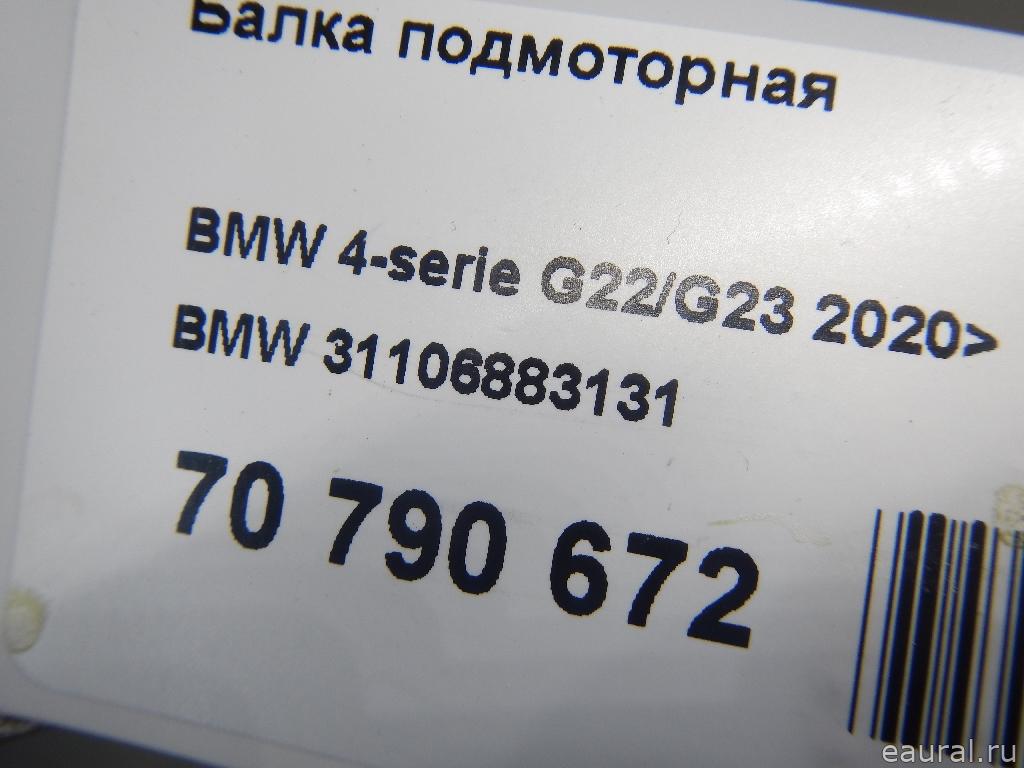 Балка подмоторная
BMW 4-serie G22/G23 2020>
BMW 31106883131
70 790 672
eaural.ru